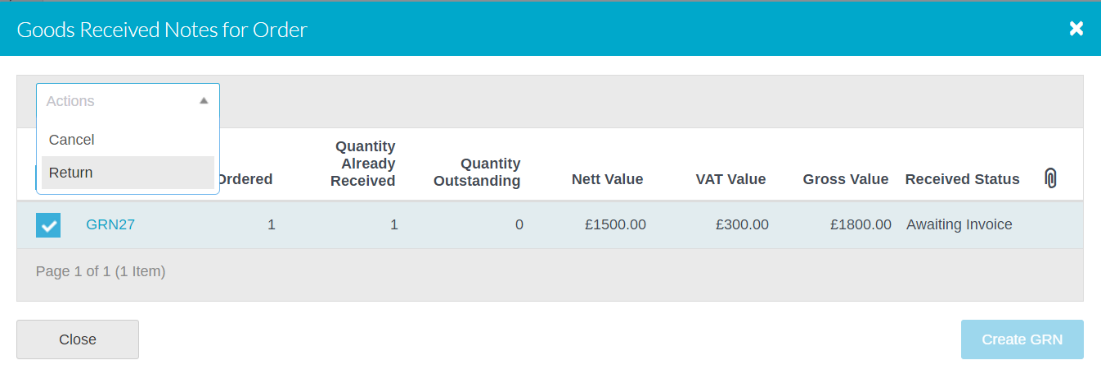 Goods Received Notes for Order
Actions
Cancel
Return
Ordered
Quantity
Already
Received
Quantity
Outstanding
Nett Value
VAT Value
Gross Value
Received Status
GRN27 1 1 0 £1500.00 £300.00 £1800.00 Awaiting Invoice
Page 1 of 1 (1 Item)
Close
Create GRN